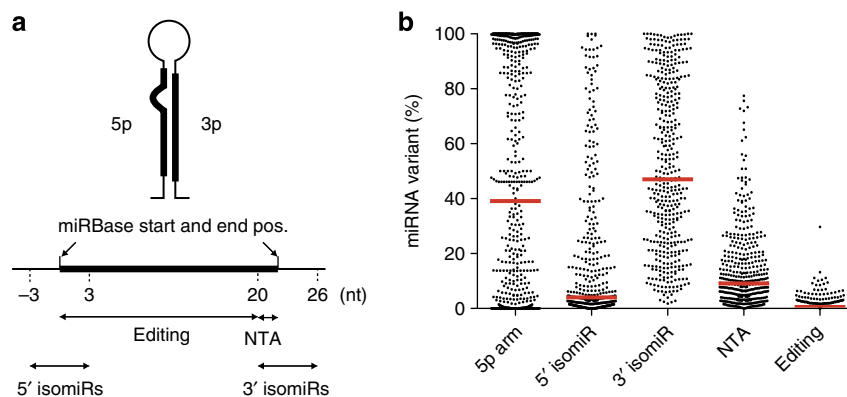 a
5p
3p
miRBase start and end pos.
–3
3
20
26
(nt)
Editing
NTA
5′ isomiRs
3′ isomiRs
b
miRNA variant (%)
100
80
60
40
20
0
5p arm
5′ isomiR
3′ isomiR
NTA
Editing